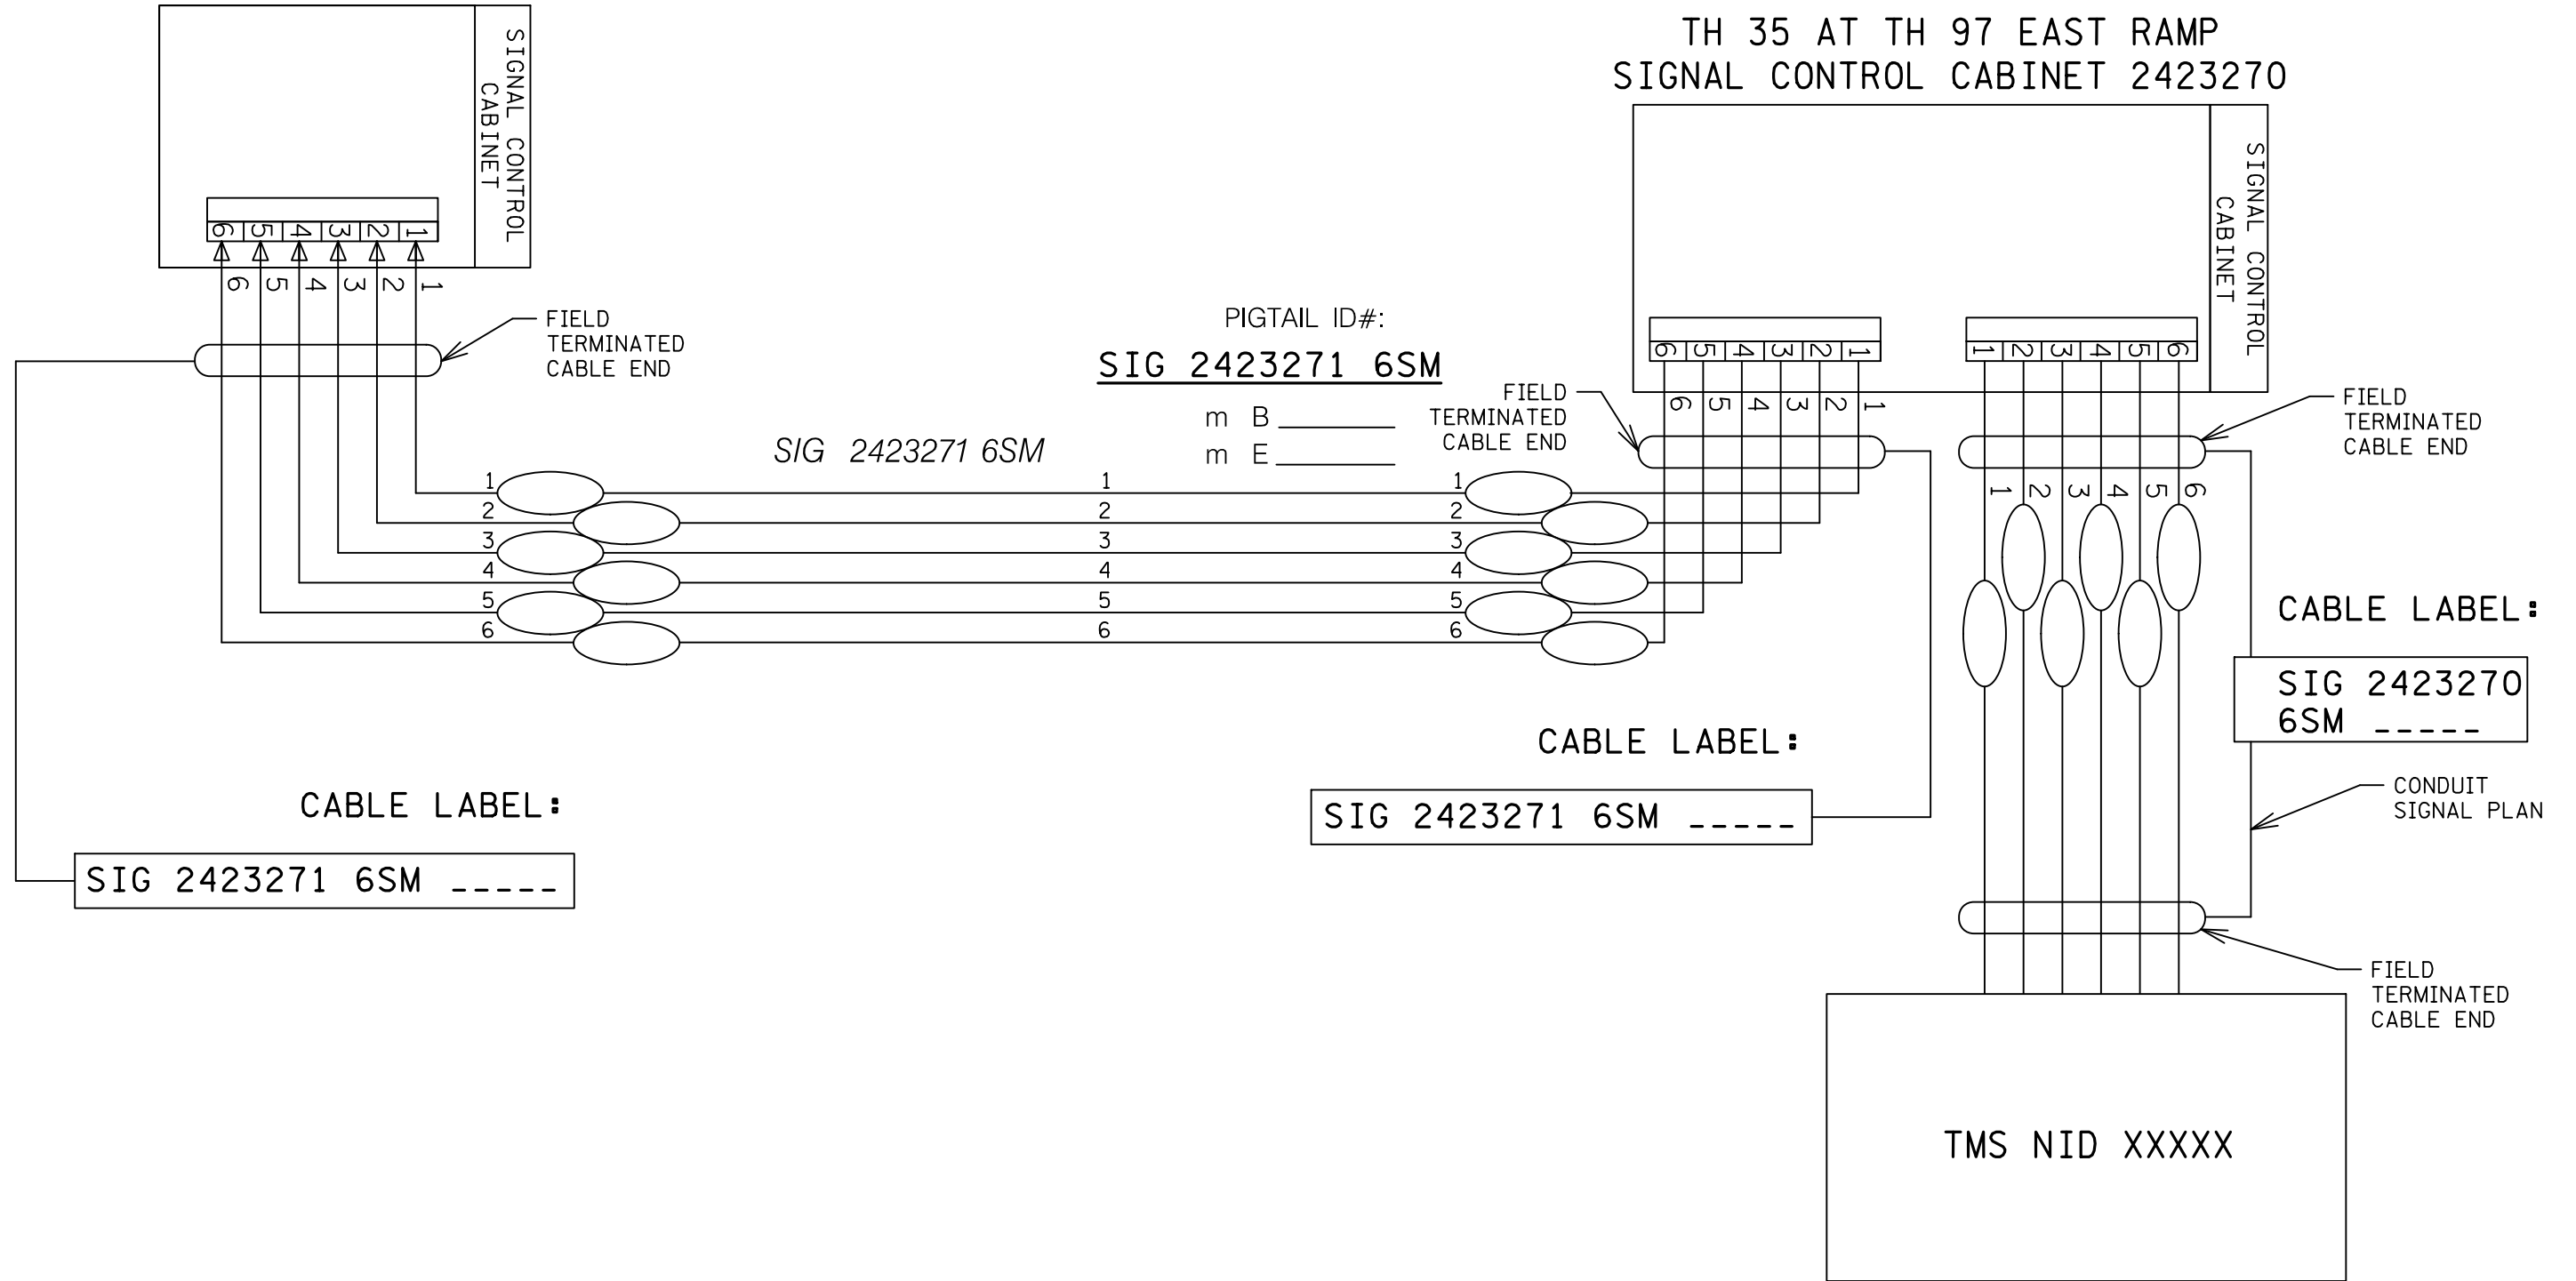 SIGNAL CONTROL
CABINET
6 5 4 3 2 1
6 5 4 3 2 1
FIELD
TERMINATED
CABLE END
CABLE LABEL:
SIG 2423271 6SM _____
SIG 2423271 6SM
PIGTAIL ID#:
SIG 2423271 6SM
m B ______
m E ______
1 1 1
2 2 2
3 3 3
4 4 4
5 5 5
6 6 6
TH 35 AT TH 97 EAST RAMP
SIGNAL CONTROL CABINET 2423270
SIGNAL CONTROL
CABINET
6 5 4 3 2 1
1 2 3 4 5 6
FIELD
TERMINATED
CABLE END
6 5 4 3 2 1
FIELD
TERMINATED
CABLE END
1 2 3 4 5 6
CABLE LABEL:
SIG 2423271 6SM _____
CABLE LABEL:
SIG 2423270
6SM _____
CONDUIT
SIGNAL PLAN
FIELD
TERMINATED
CABLE END
TMS NID XXXXX